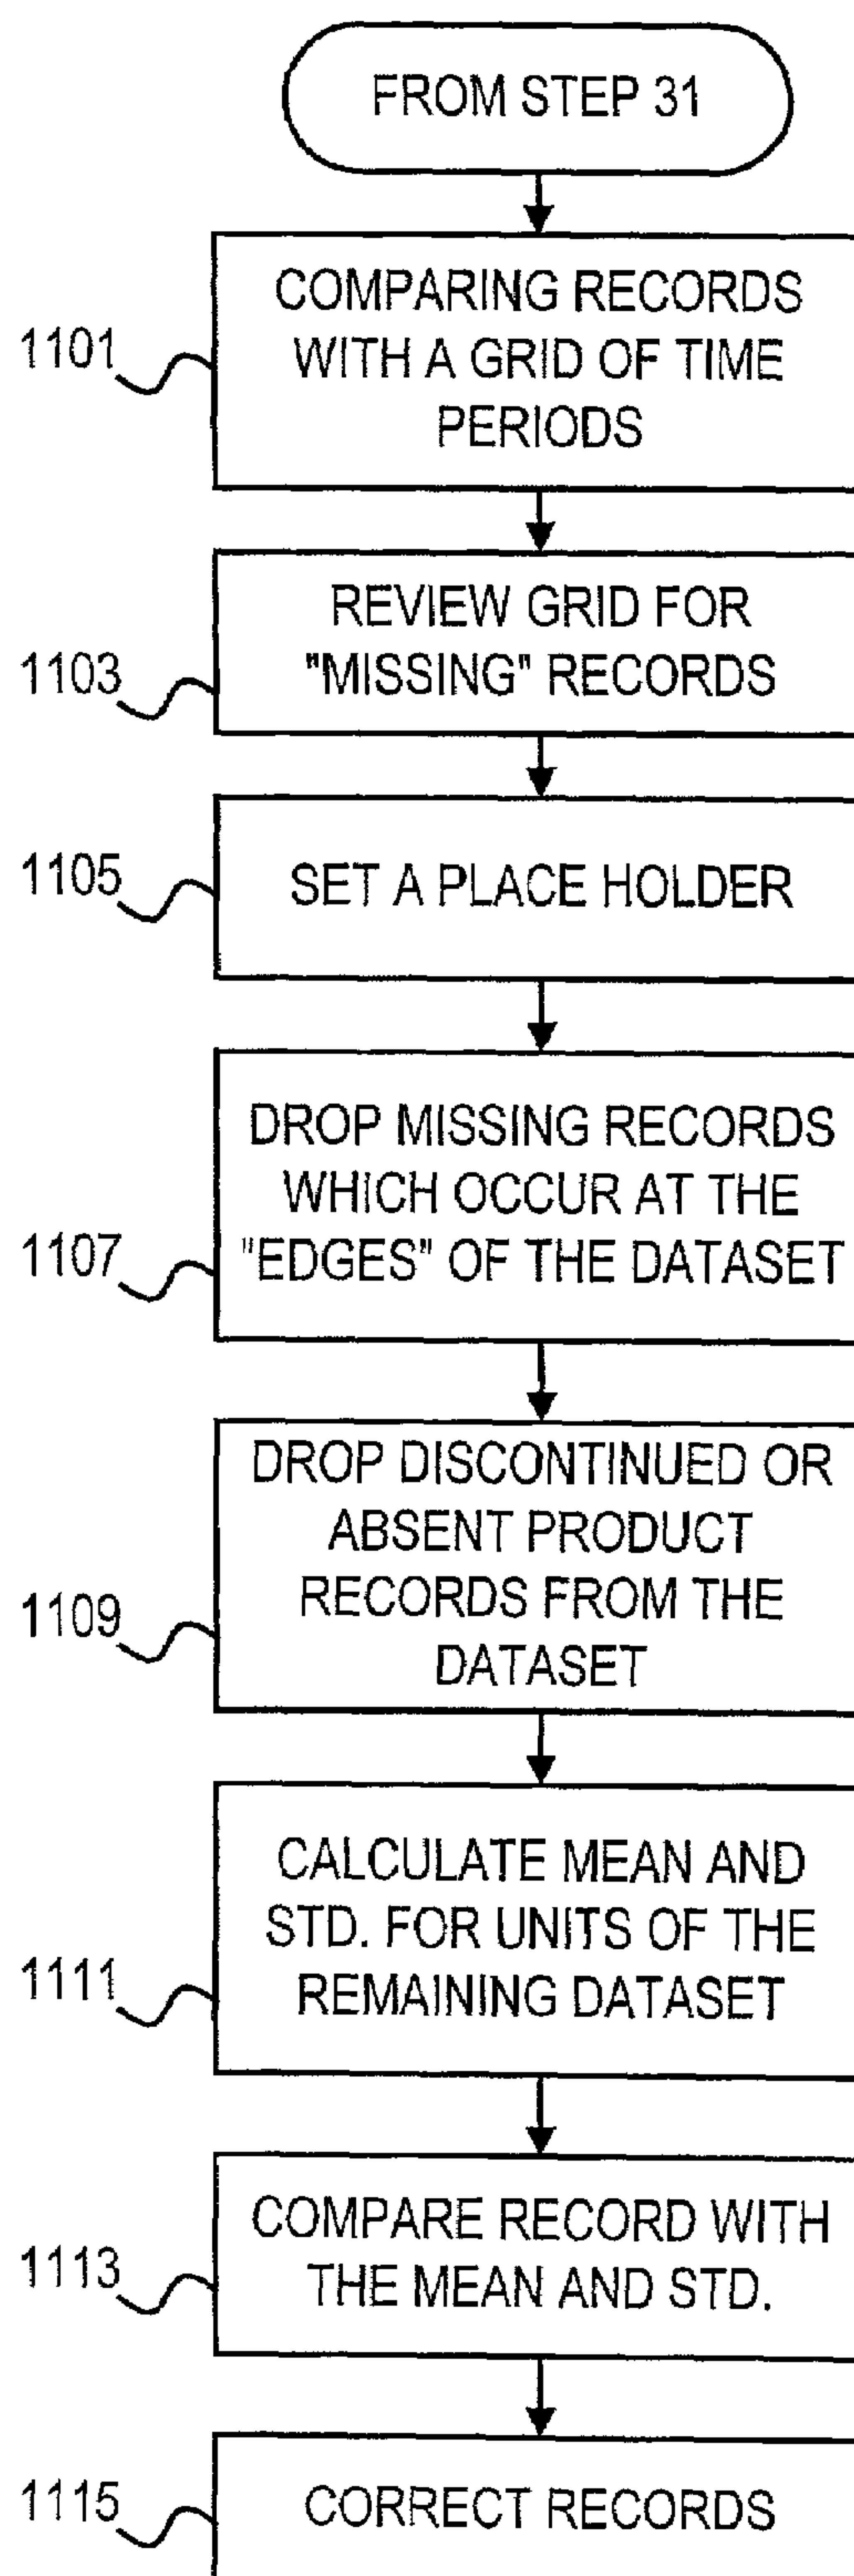 FROM STEP 31
COMPARING RECORDS
WITH A GRID OF TIME
PERIODS
1101
REVIEW GRID FOR
"MISSING" RECORDS
1103
SET A PLACE HOLDER
1105
DROP MISSING RECORDS
WHICH OCCUR AT THE
"EDGES" OF THE DATASET
1107
DROP DISCONTINUED OR
ABSENT PRODUCT
RECORDS FROM THE
DATASET
1109
CALCULATE MEAN AND
STD. FOR UNITS OF THE
REMAINING DATASET
1111
COMPARE RECORD WITH
THE MEAN AND STD.
1113
CORRECT RECORDS
1115